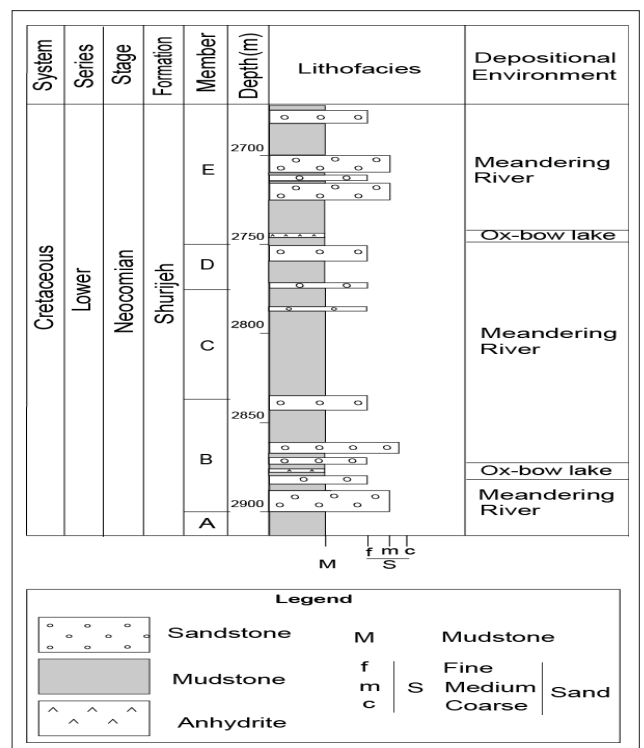 System
Series
Stage
Formation
Member
Depth(m)
Lithofacies
Depositional
Environment
Cretaceous
Lower
Neocomian
Shurijeh
E
D
C
B
A
2700
2750
2800
2850
2900
Meandering
River
Ox-bow lake
Meandering
River
Ox-bow lake
Meandering
River
f m c
M S
Legend
Sandstone
Mudstone
Anhydrite
M Mudstone
f Fine
m S Medium Sand
c Coarse